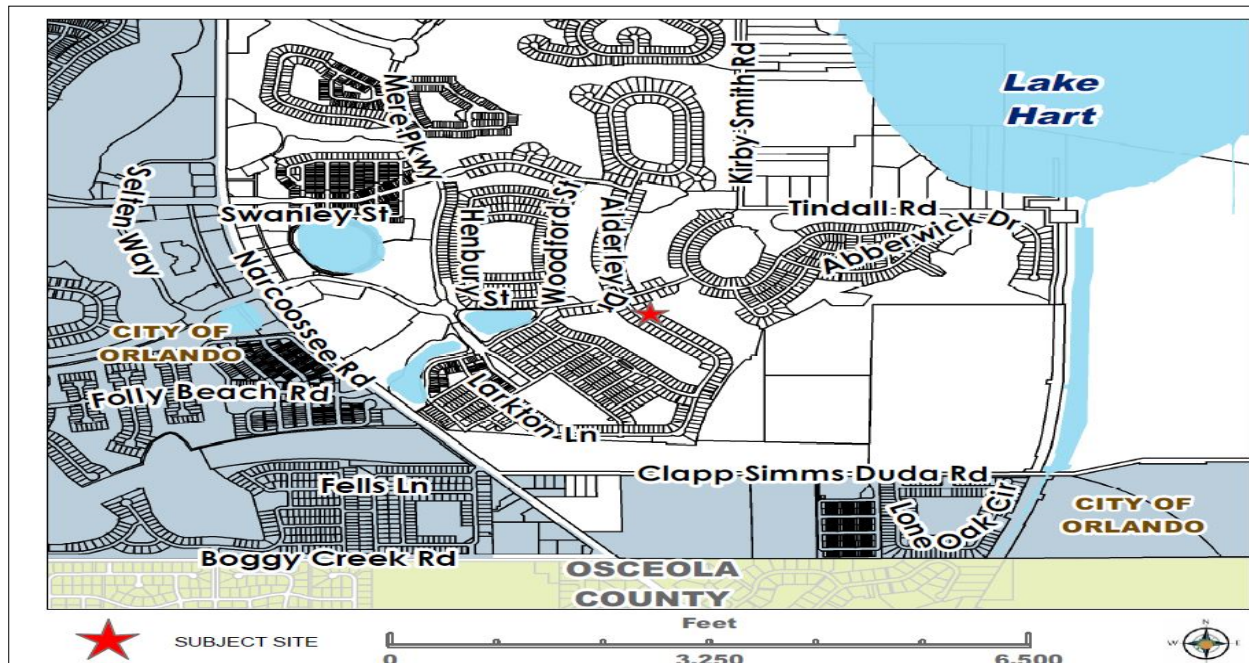 Lake
Hart
Kirby Smith Rd
Mere Pkwy
Selten Way
Swanley St
Henbury St
Woodford St
Alderley Dr
Tindall Rd
Abberwick Dr
Narcoossee Rd
CITY OF
ORLANDO
Folly Beach Rd
Larkton Ln
Clapp Simms Duda Rd
Fells Ln
Lone Oak Cir
CITY OF
ORLANDO
Boggy Creek Rd
OSCEOLA
COUNTY
SUBJECT SITE
Feet
0 3,250 6,500
N
W E